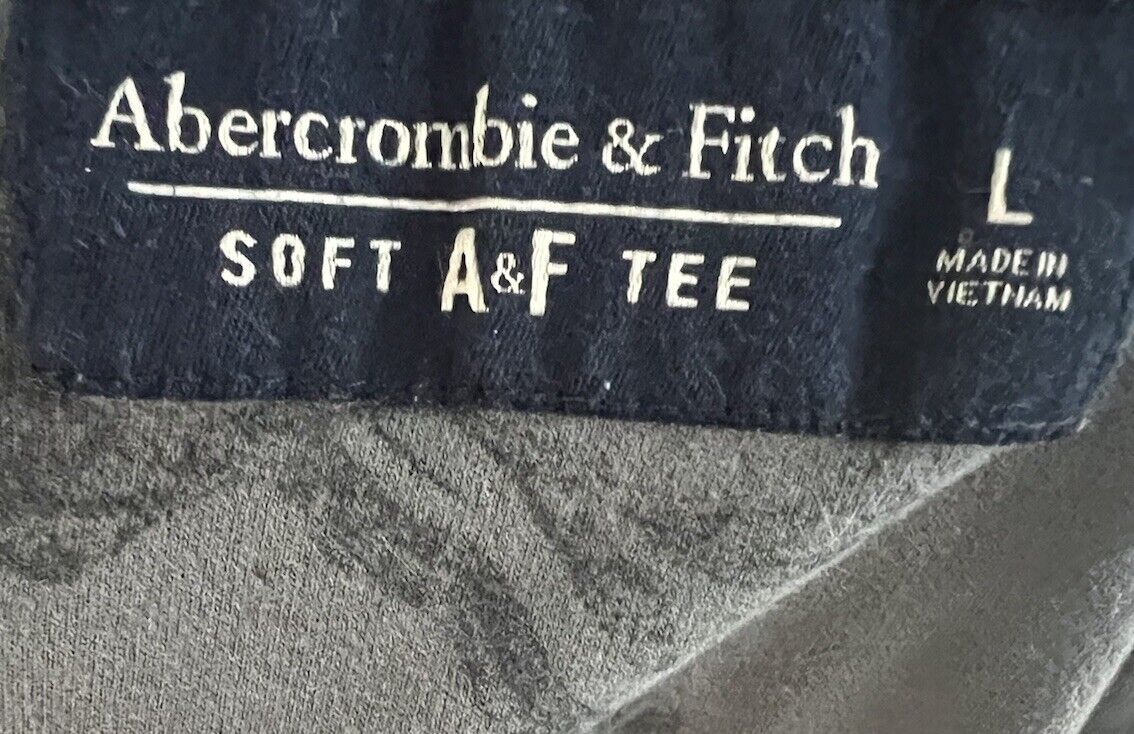 Abercrombie & Fitch
SOFT A&F TEE
L
MADE IN
VIETNAM